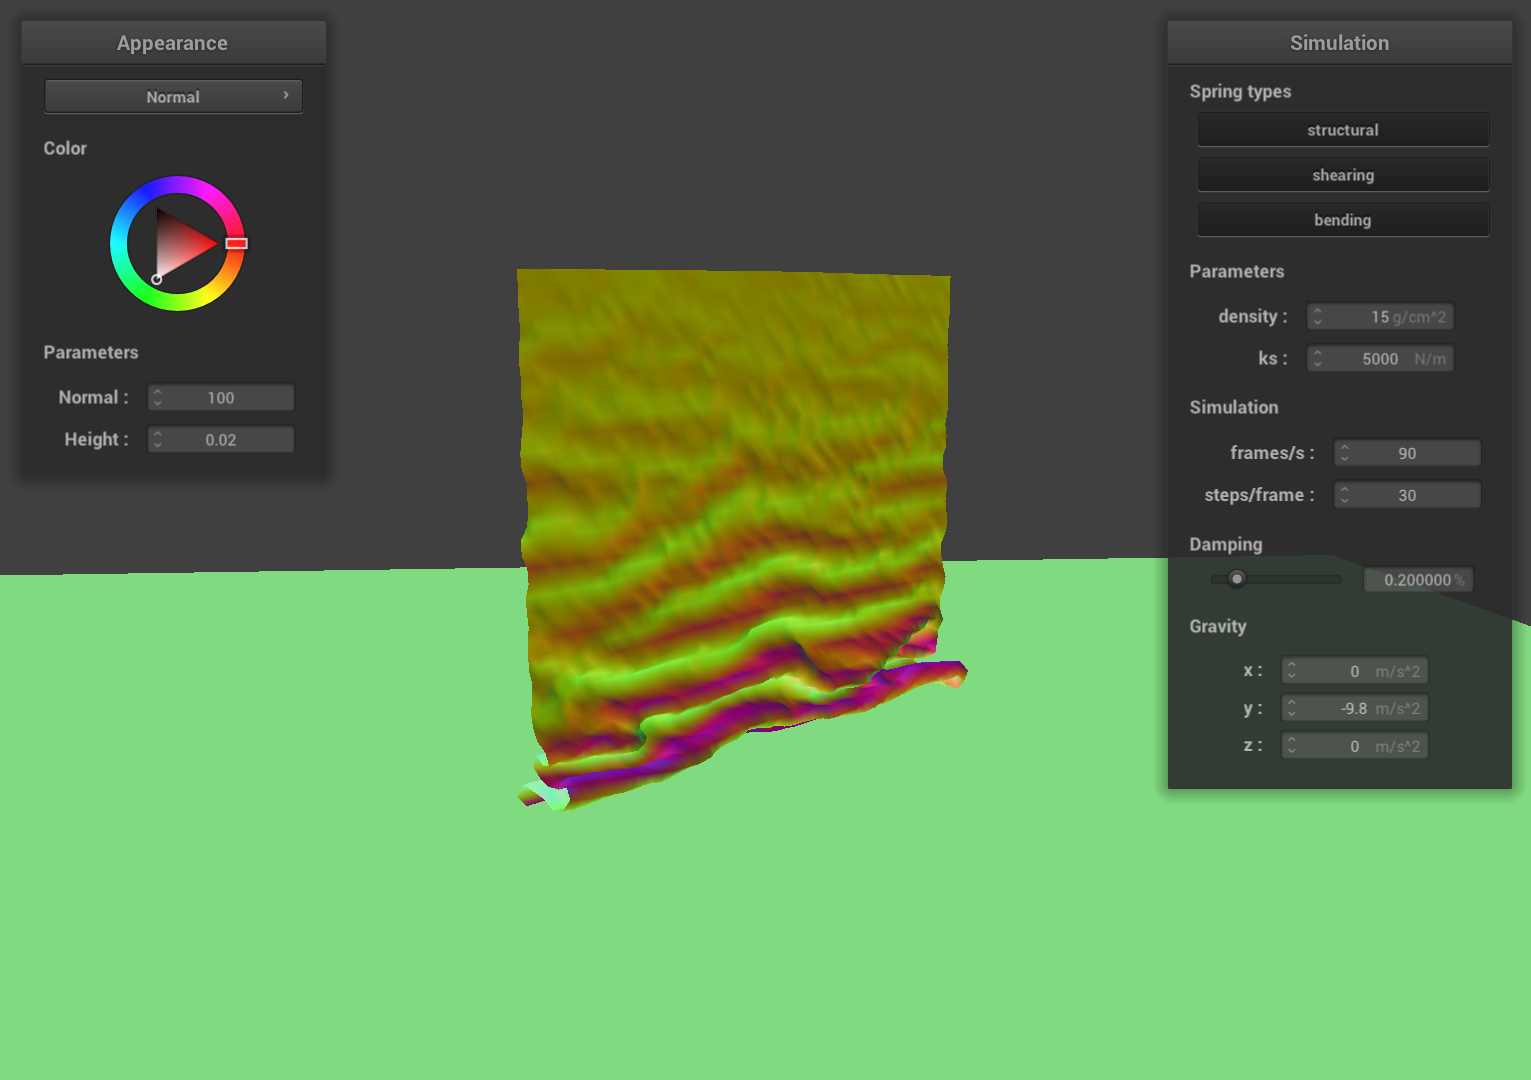 Appearance
Normal
Color
Parameters
Normal : 100
Height : 0.02
Simulation
Spring types
structural
shearing
bending
Parameters
density : 15 g/cm^2
ks : 5000 N/m
Simulation
frames/s : 90
steps/frame : 30
Damping
0.200000 %
Gravity
x : 0 m/s^2
y : -9.8 m/s^2
z : 0 m/s^2